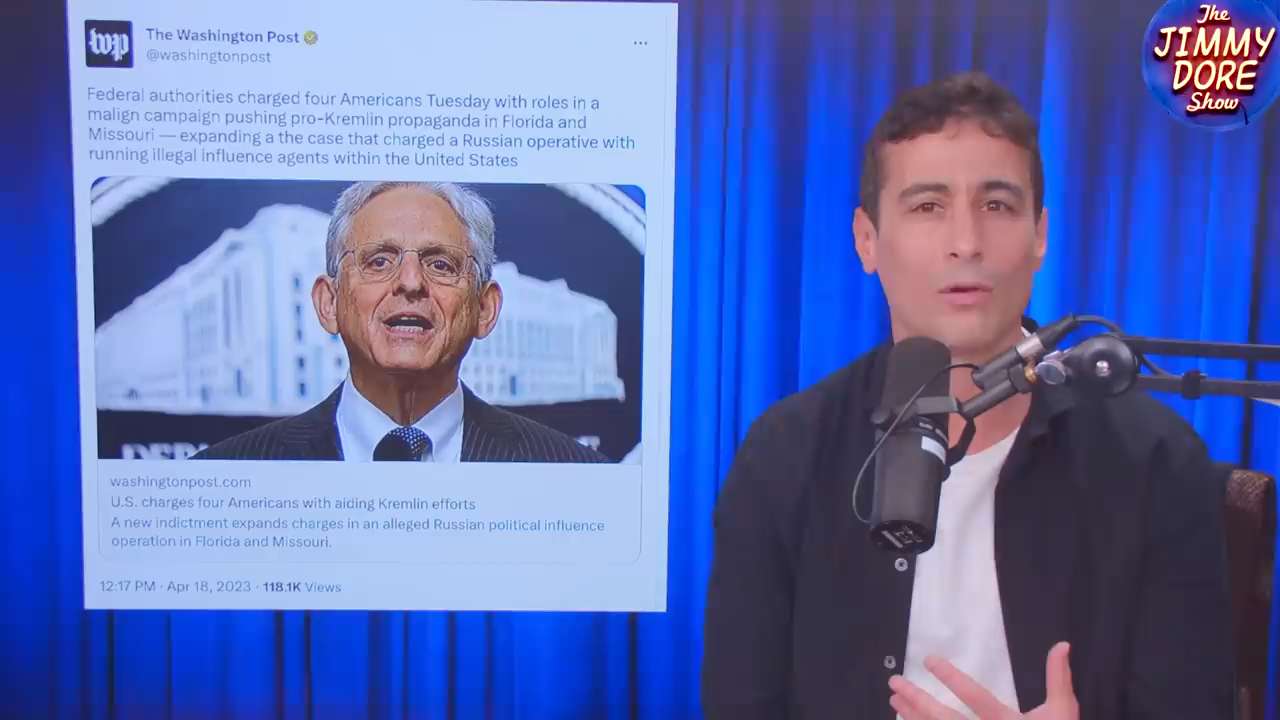 The Washington Post
@washingtonpost
Federal authorities charged four Americans Tuesday with roles in a
malign campaign pushing pro-Kremlin propaganda in Florida and
Missouri — expanding a the case that charged a Russian operative with
running illegal influence agents within the United States
washingtonpost.com
U.S. charges four Americans with aiding Kremlin efforts
A new indictment expands charges in an alleged Russian political influence
operation in Florida and Missouri.
12:17 PM · Apr 18, 2023 · 118.1K Views
The
JIMMY
DORE
Show